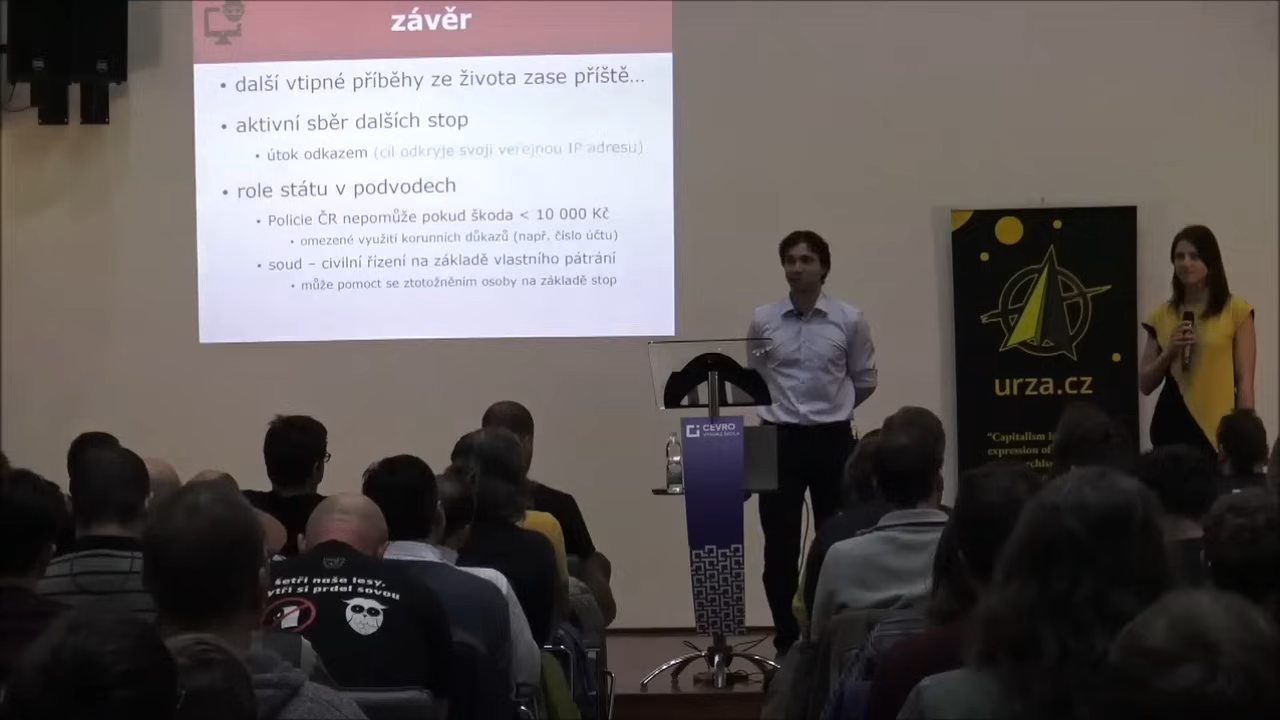 závěr
• další vtipné příběhy ze života zase příště...
• aktivní sběr dalších stop
• útok odkazem (cíl odkryje svoji veřejnou IP adresu)
• role státu v podvodech
• Policie ČR nepomůže pokud škoda < 10 000 Kč
• omezené využití korunních důkazů (např. číslo účtu)
• soud – civilní řízení na základě vlastního pátrání
• může pomoct se ztotožněním osoby na základě stop
urza.cz
"Capitalism
expression of
CEVRO
VYSOKÁ ŠKOLA
šetři naše lesy,
vytři si prdel sovou